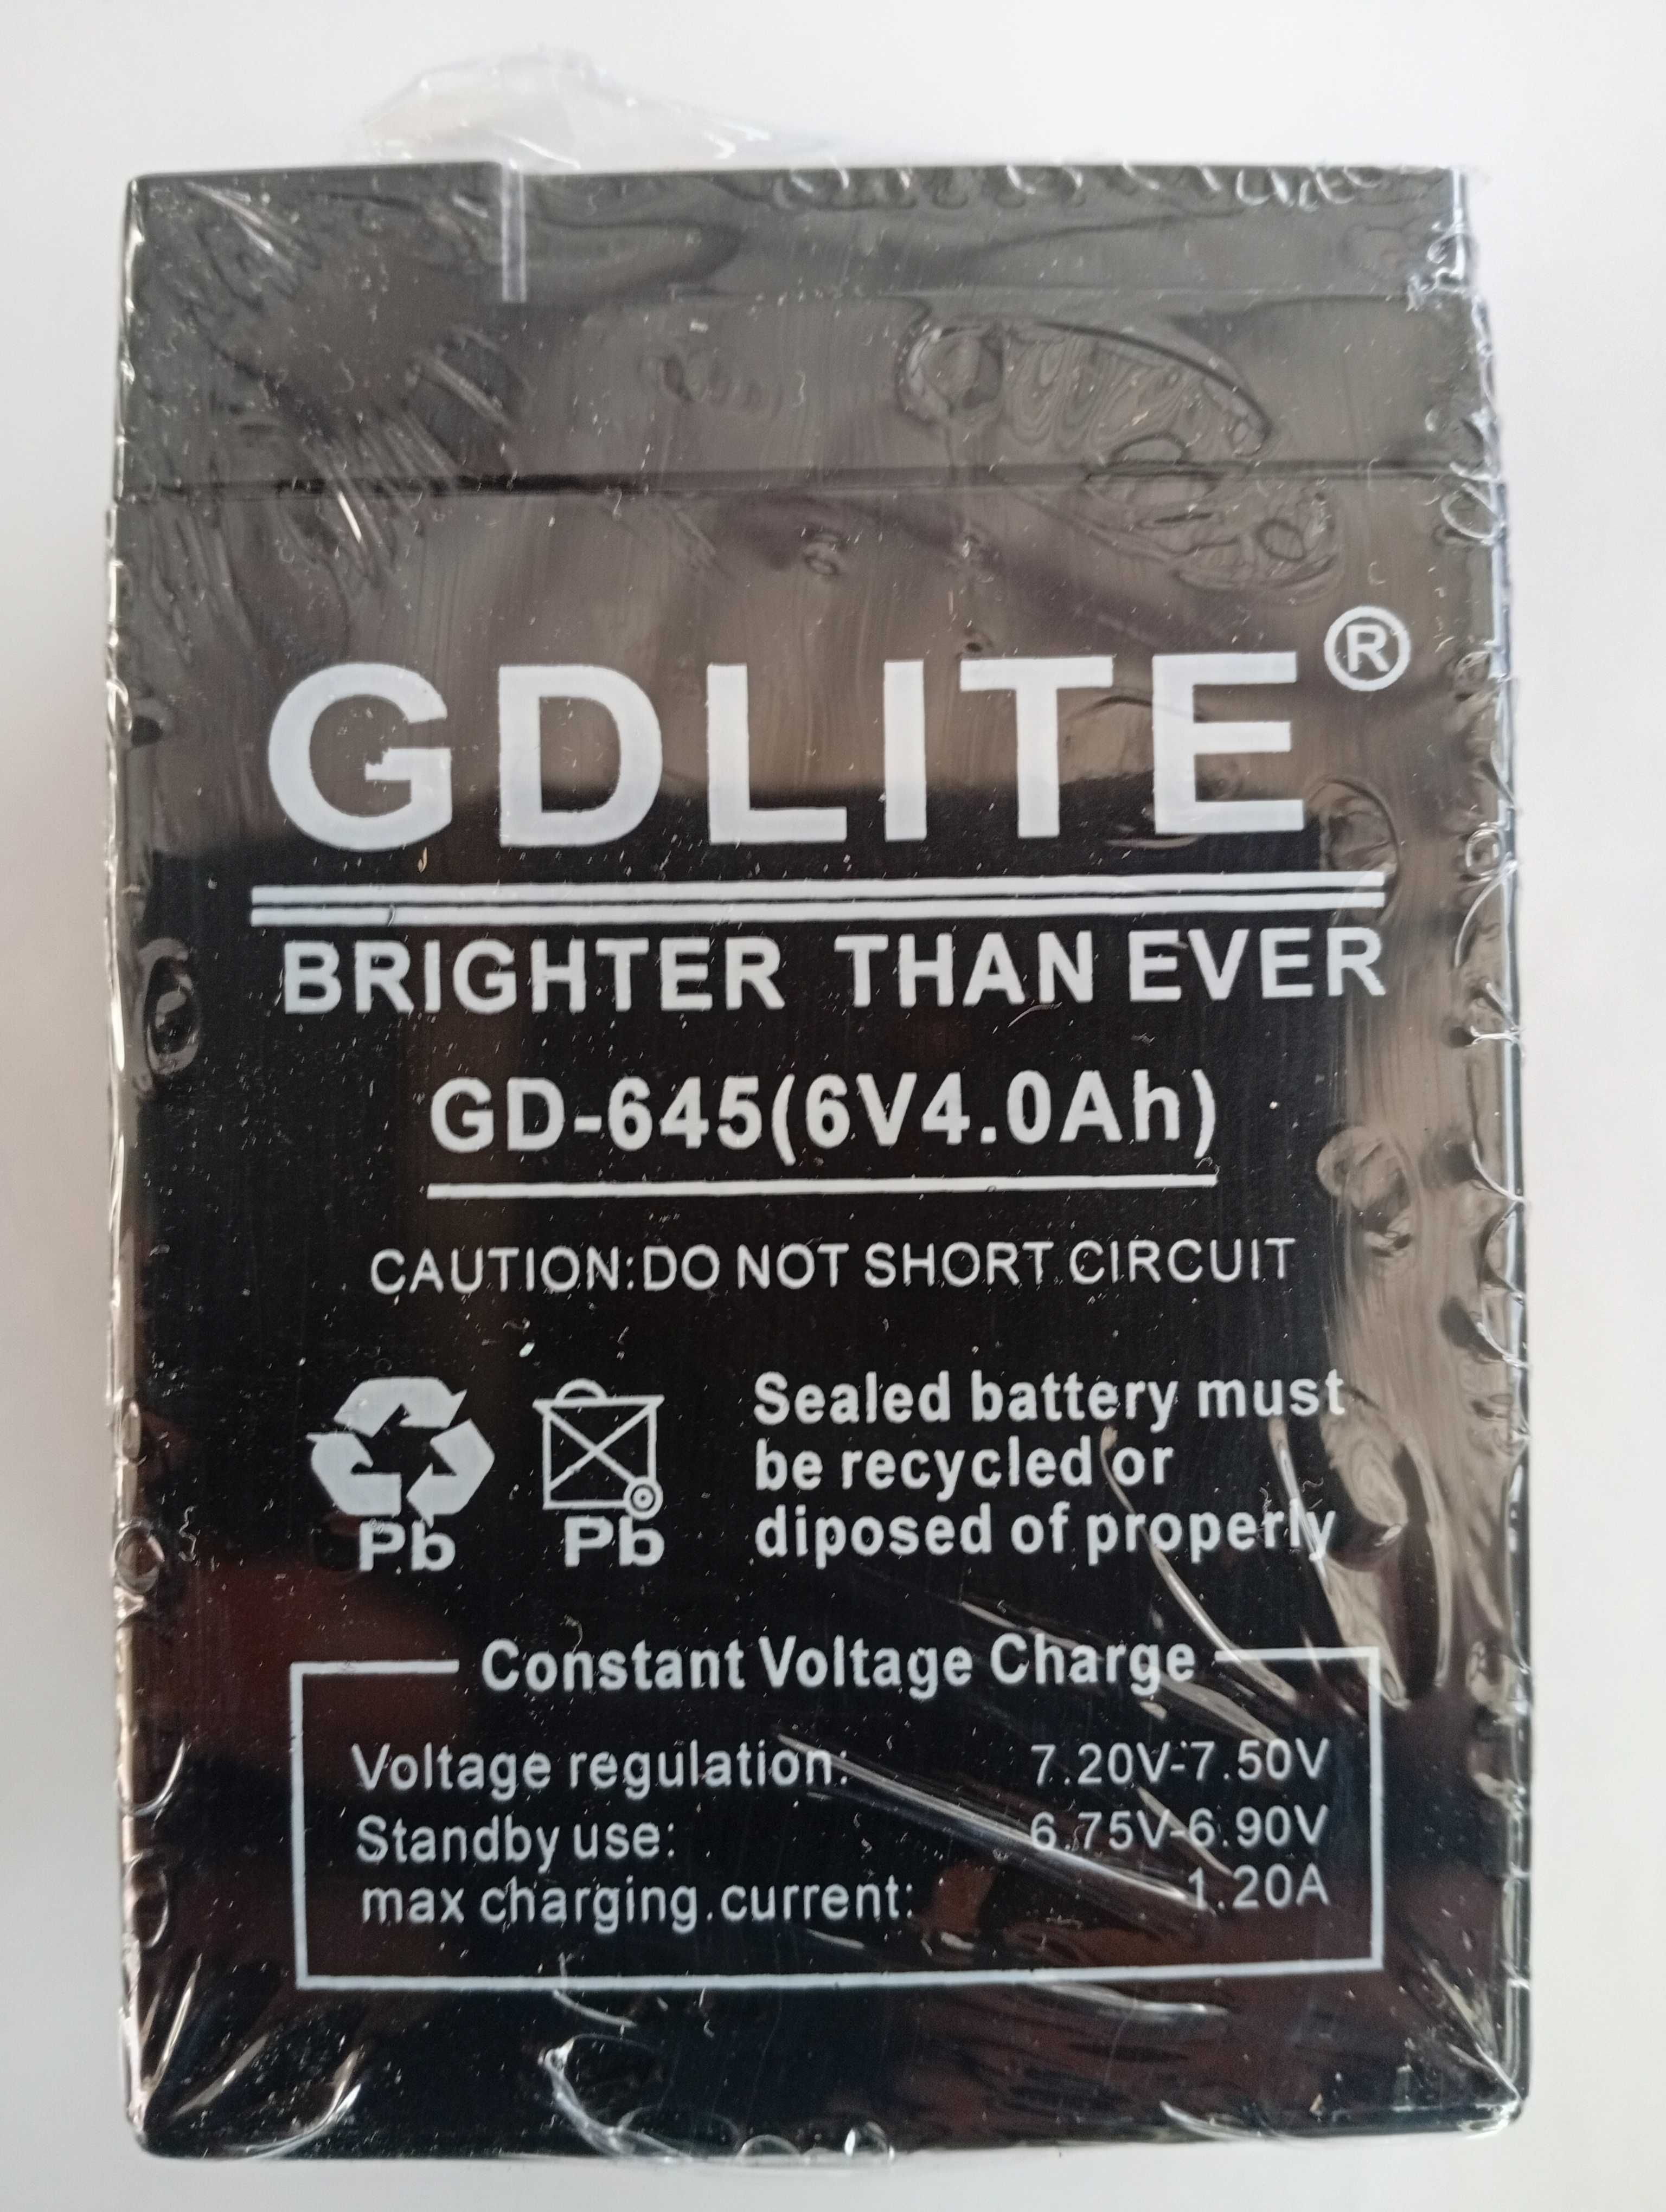 GDLITE®
BRIGHTER THAN EVER
GD-645(6V4.0Ah)
CAUTION:DO NOT SHORT CIRCUIT
Sealed battery must
be recycled or
diposed of properly
Pb Pb
Constant Voltage Charge
Voltage regulation: 7.20V-7.50V
Standby use: 6.75V-6.90V
max charging current: 1.20A